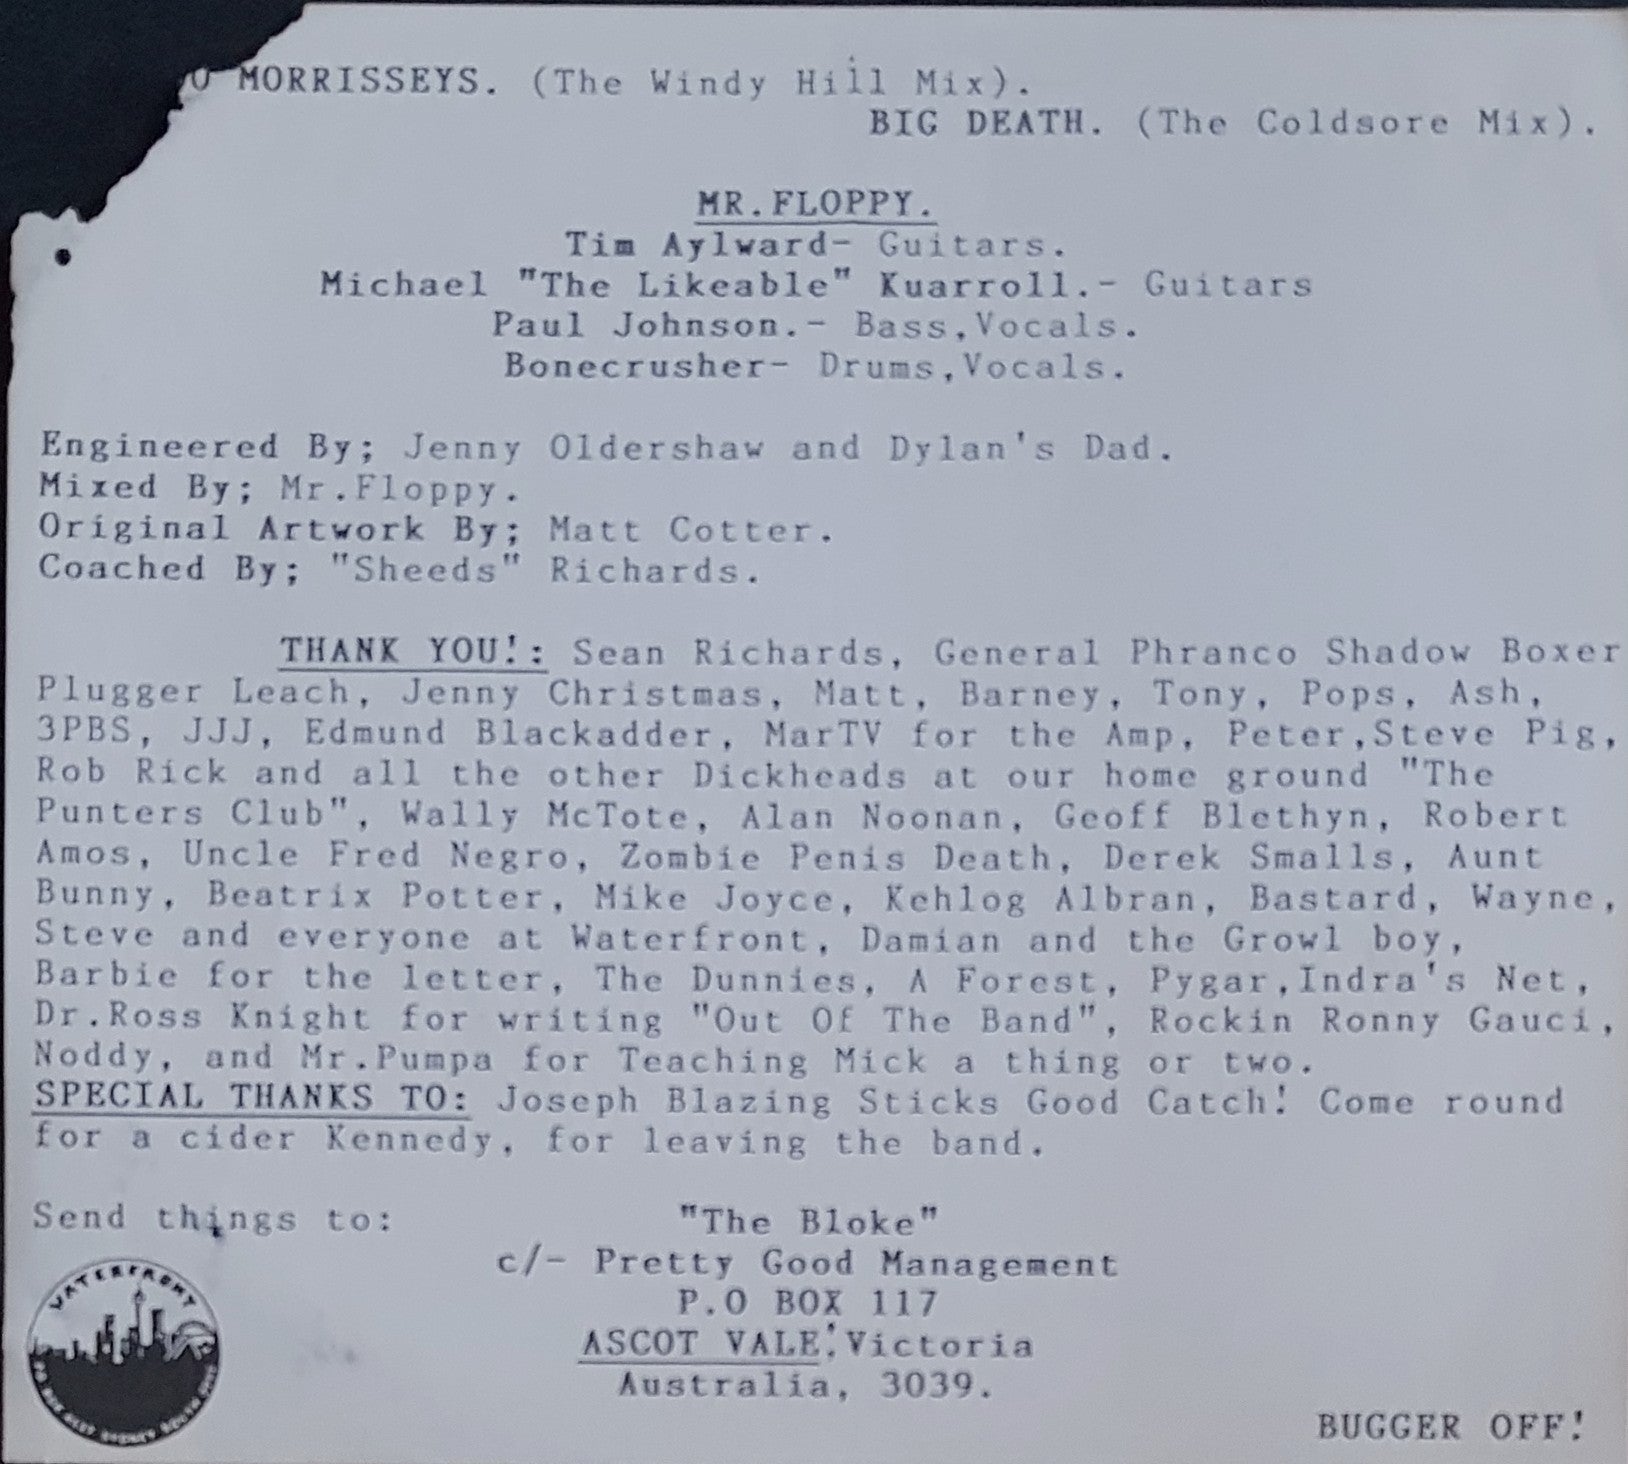 O MORRISSEYS. (The Windy Hill Mix).
BIG DEATH. (The Coldsore Mix).
MR.FLOPPY.
Tim Aylward- Guitars.
Michael "The Likeable" Kuarroll.- Guitars
Paul Johnson.- Bass,Vocals.
Bonecrusher- Drums,Vocals.
Engineered By; Jenny Oldershaw and Dylan's Dad.
Mixed By; Mr.Floppy.
Original Artwork By; Matt Cotter.
Coached By; "Sheeds" Richards.
THANK YOU!: Sean Richards, General Phranco Shadow Boxer
Plugger Leach, Jenny Christmas, Matt, Barney, Tony, Pops, Ash,
3PBS, JJJ, Edmund Blackadder, MarTV for the Amp, Peter,Steve Pig,
Rob Rick and all the other Dickheads at our home ground "The
Punters Club", Wally McTote, Alan Noonan, Geoff Blethyn, Robert
Amos, Uncle Fred Negro, Zombie Penis Death, Derek Smalls, Aunt
Bunny, Beatrix Potter, Mike Joyce, Kehlog Albran, Bastard, Wayne,
Steve and everyone at Waterfront, Damian and the Growl boy,
Barbie for the letter, The Dunnies, A Forest, Pygar,Indra's Net,
Dr.Ross Knight for writing "Out Of The Band", Rockin Ronny Gauci,
Noddy, and Mr.Pumpa for Teaching Mick a thing or two.
SPECIAL THANKS TO: Joseph Blazing Sticks Good Catch! Come round
for a cider Kennedy, for leaving the band.
Send things to: "The Bloke"
c/- Pretty Good Management
P.O BOX 117
ASCOT VALE, Victoria
Australia, 3039.
WATERFRONT
BUGGER OFF!